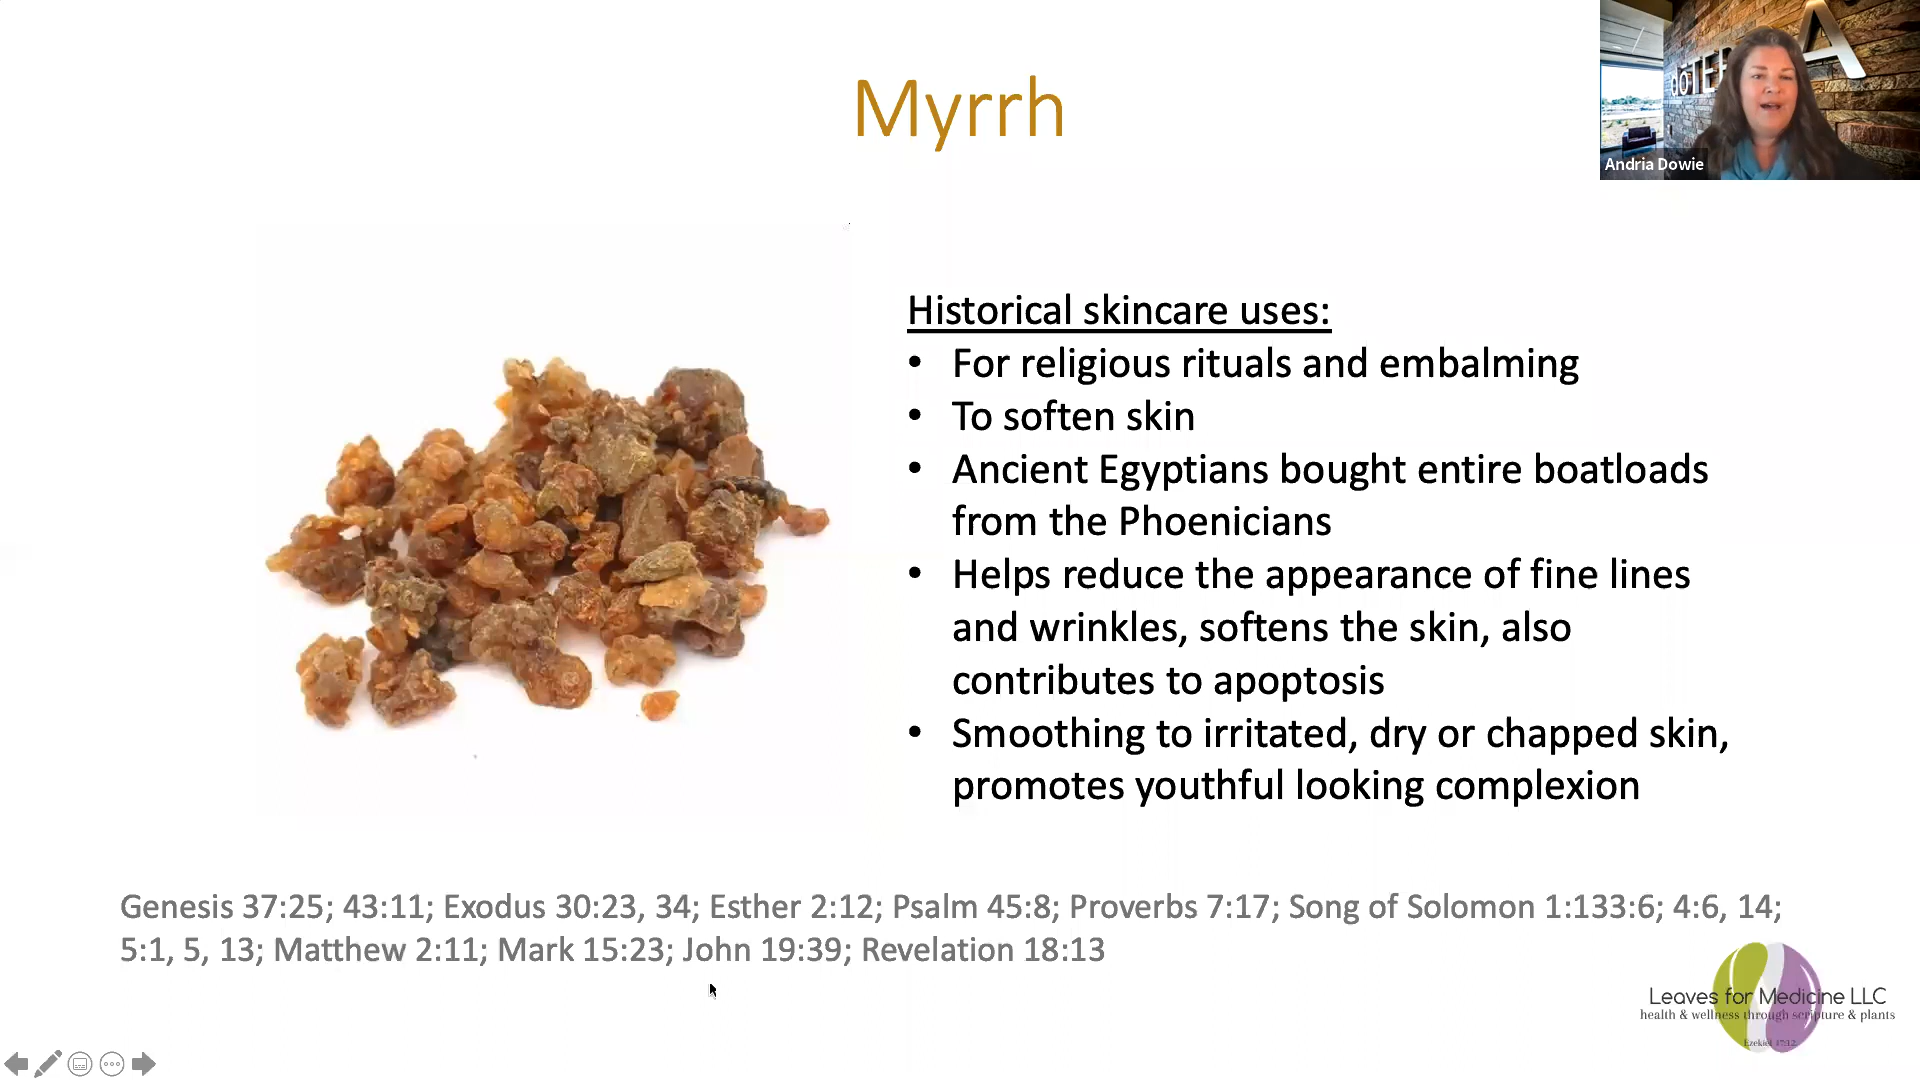 Myrrh
dōTERRA
Andria Dowie
Historical skincare uses:
• For religious rituals and embalming
• To soften skin
• Ancient Egyptians bought entire boatloads
from the Phoenicians
• Helps reduce the appearance of fine lines
and wrinkles, softens the skin, also
contributes to apoptosis
• Smoothing to irritated, dry or chapped skin,
promotes youthful looking complexion
Genesis 37:25; 43:11; Exodus 30:23, 34; Esther 2:12; Psalm 45:8; Proverbs 7:17; Song of Solomon 1:133:6; 4:6, 14;
5:1, 5, 13; Matthew 2:11; Mark 15:23; John 19:39; Revelation 18:13
Leaves for Medicine LLC
health & wellness through scripture & plants
Ezekiel 47:12